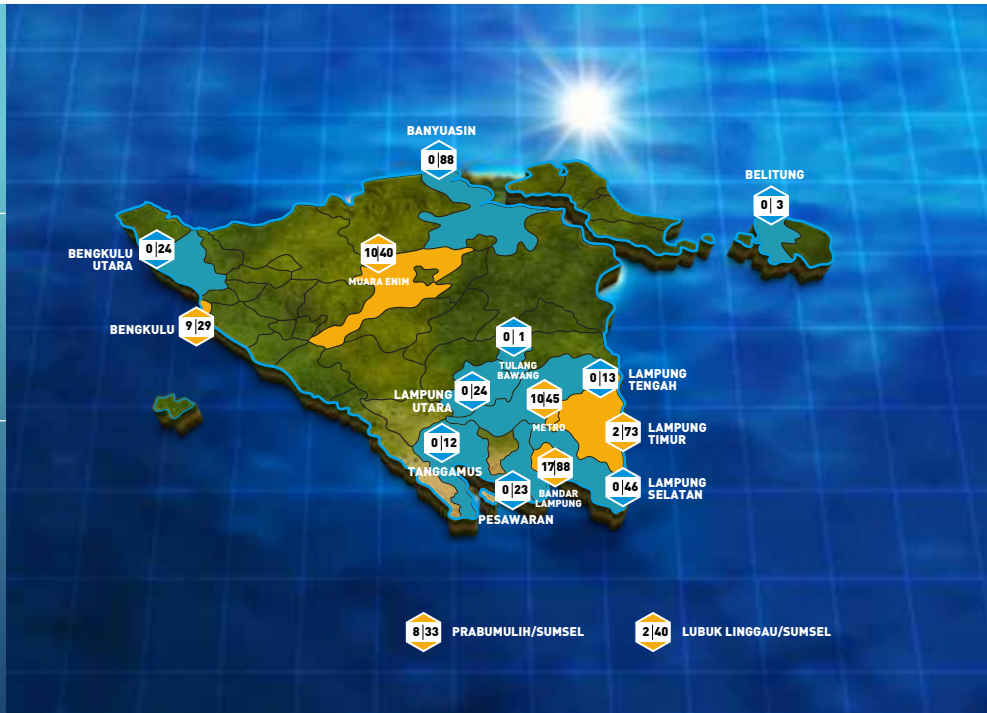 BANYUASIN
0|88
BELITUNG
0|3
BENGKULU
UTARA
0|24
10|40
MUARA ENIM
BENGKULU
9|29
0|1
TULANG
BAWANG
LAMPUNG
UTARA
0|24
0|13
LAMPUNG
TENGAH
10|45
METRO
2|73
LAMPUNG
TIMUR
0|12
TANGGAMUS
17|88
BANDAR
LAMPUNG
0|23
PESAWARAN
0|46
LAMPUNG
SELATAN
8|33
PRABUMULIH/SUMSEL
2|40
LUBUK LINGGAU/SUMSEL